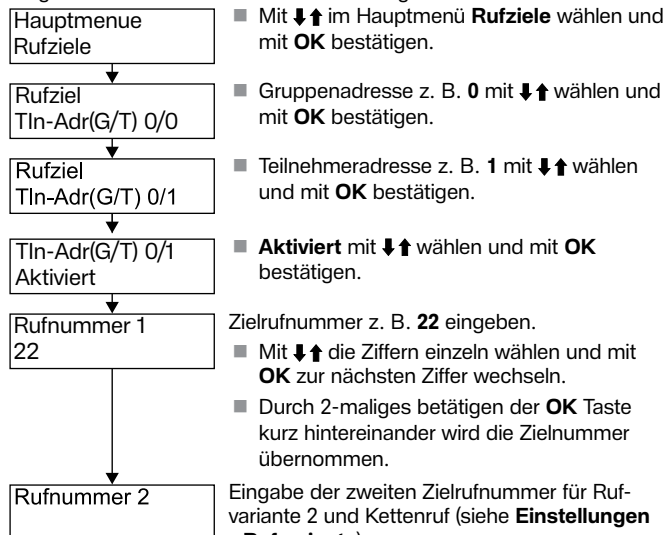 Hauptmenue
Rufziele
■ Mit ⬇⬆ im Hauptmenü Rufziele wählen und
mit OK bestätigen.
Rufziel
Tln-Adr(G/T) 0/0
■ Gruppenadresse z. B. 0 mit ⬇⬆ wählen und
mit OK bestätigen.
Rufziel
Tln-Adr(G/T) 0/1
■ Teilnehmeradresse z. B. 1 mit ⬇⬆ wählen
und mit OK bestätigen.
Tln-Adr(G/T) 0/1
Aktiviert
■ Aktiviert mit ⬇⬆ wählen und mit OK
bestätigen.
Rufnummer 1
22
Zielrufnummer z. B. 22 eingeben.
■ Mit ⬇⬆ die Ziffern einzeln wählen und mit
OK zur nächsten Ziffer wechseln.
■ Durch 2-maliges betätigen der OK Taste
kurz hintereinander wird die Zielnummer
übernommen.
Rufnummer 2
Eingabe der zweiten Zielrufnummer für Ruf-
variante 2 und Kettenruf (siehe Einstellungen